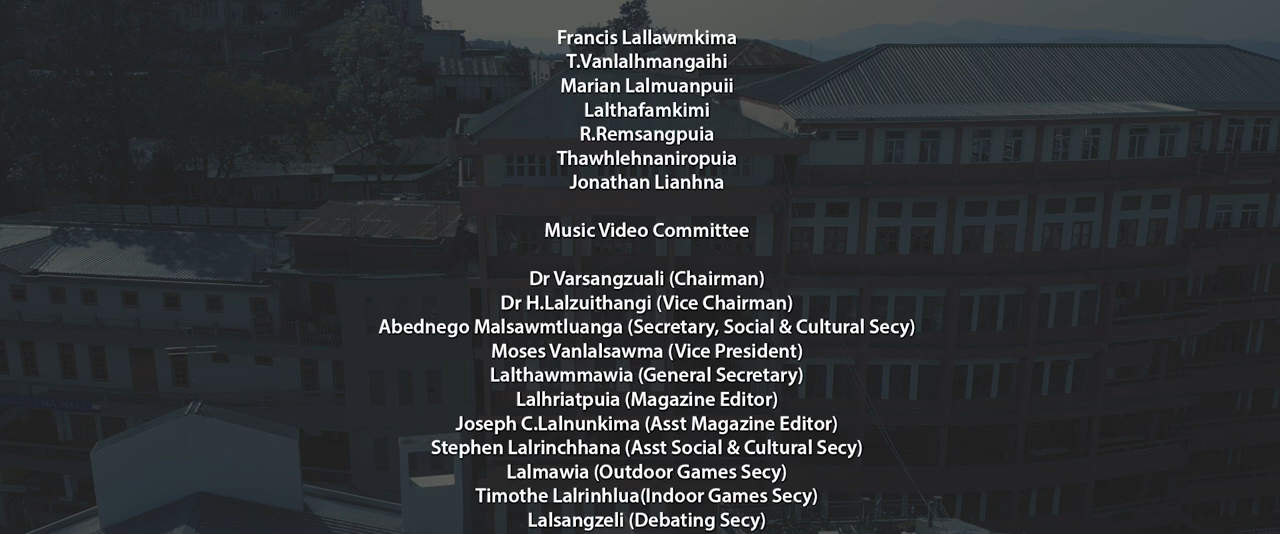 Francis Lallawmkima
T.Vanlalhmangaihi
Marian Lalmuanpuii
Lalthafamkimi
R.Remsangpuia
Thawhlehnaniropuia
Jonathan Lianhna
Music Video Committee
Dr Varsangzuali (Chairman)
Dr H.Lalzuithangi (Vice Chairman)
Abednego Malsawmtluanga (Secretary, Social & Cultural Secy)
Moses Vanlalsawma (Vice President)
Lalthawmmawia (General Secretary)
Lalhriatpuia (Magazine Editor)
Joseph C.Lalnunkima (Asst Magazine Editor)
Stephen Lalrinchhana (Asst Social & Cultural Secy)
Lalmawia (Outdoor Games Secy)
Timothe Lalrinhlua(Indoor Games Secy)
Lalsangzeli (Debating Secy)